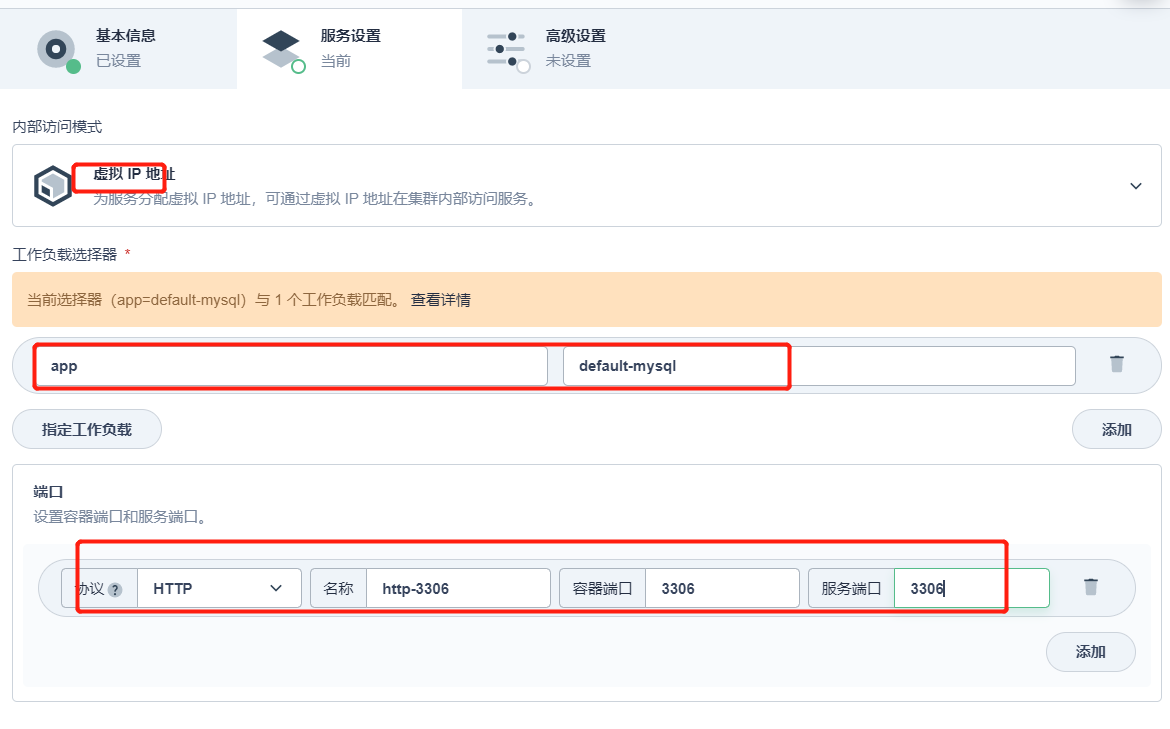 基本信息
已设置
服务设置
当前
高级设置
未设置
内部访问模式
虚拟 IP 地址
为服务分配虚拟 IP 地址，可通过虚拟 IP 地址在集群内部访问服务。
工作负载选择器 *
当前选择器（app=default-mysql）与 1 个工作负载匹配。 查看详情
app default-mysql
指定工作负载 添加
端口
设置容器端口和服务端口。
协议 ? HTTP 名称 http-3306 容器端口 3306 服务端口 3306
添加